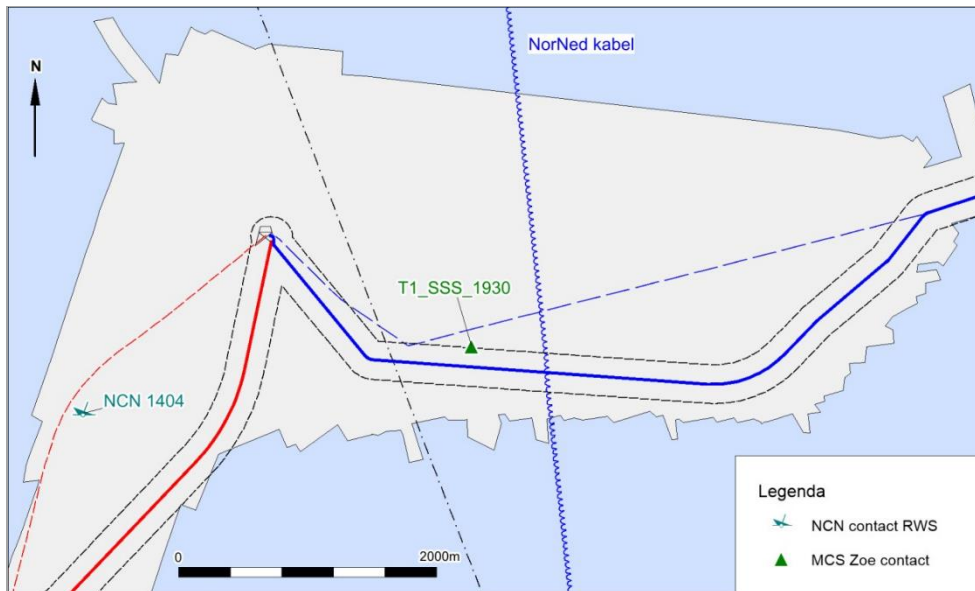 NorNed kabel
N
T1_SSS_1930
NCN 1404
0 2000m
Legenda
NCN contact RWS
MCS Zoe contact